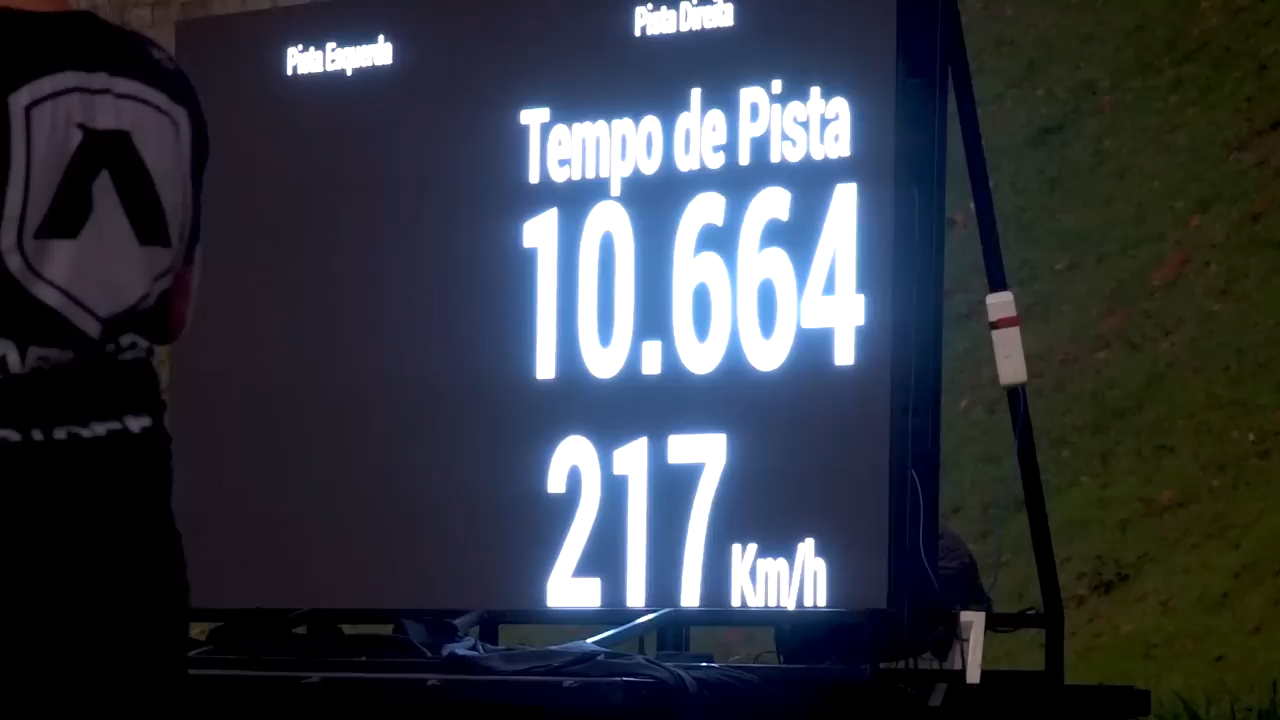 Pista Esquerda
Pista Direita
Tempo de Pista
10.664
217 Km/h